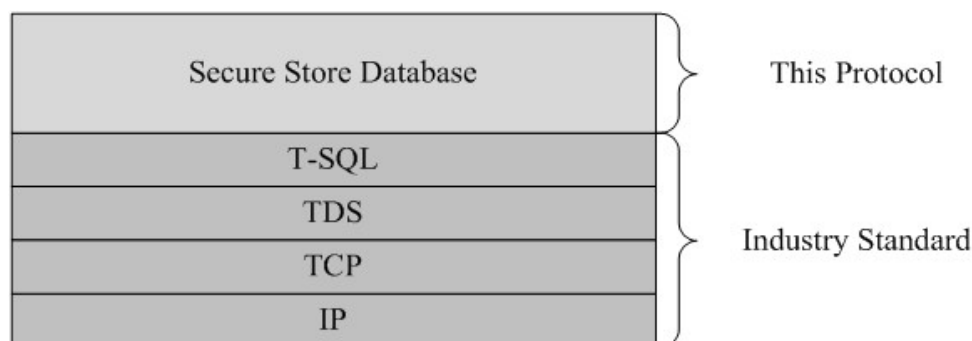 Secure Store Database
This Protocol
T-SQL
TDS
Industry Standard
TCP
IP